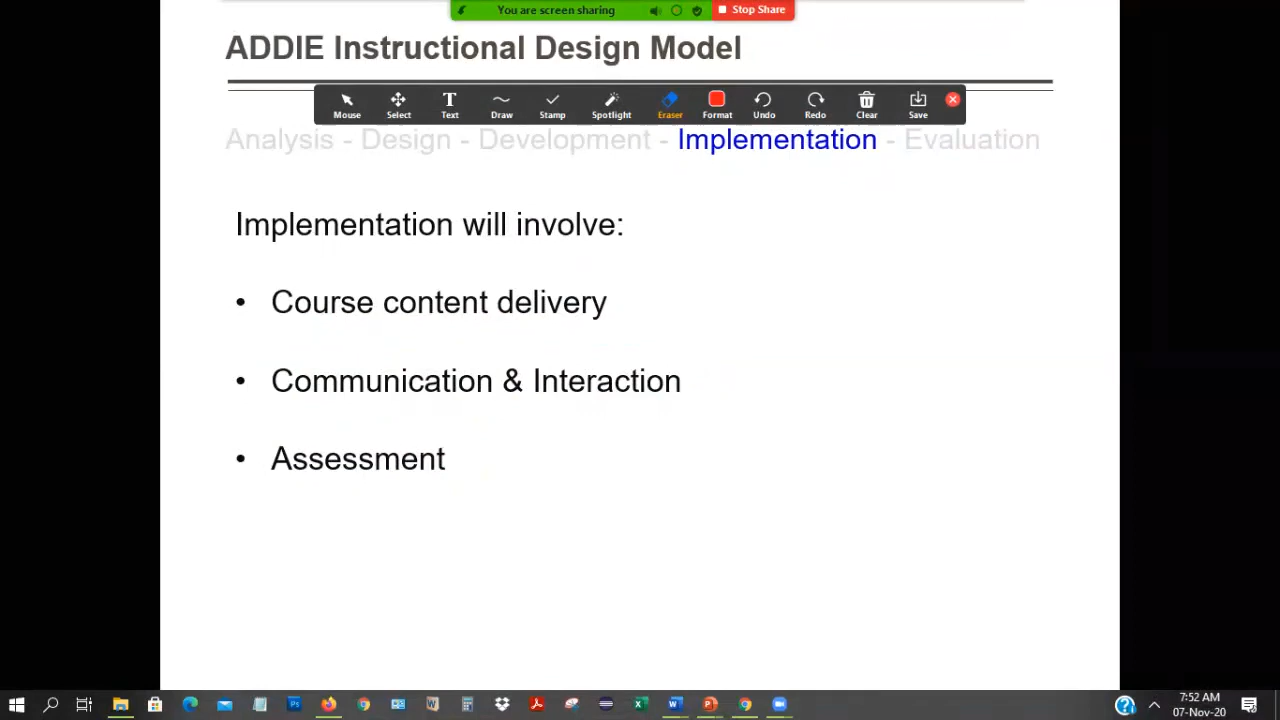 You are screen sharing
Stop Share
ADDIE Instructional Design Model
Mouse
Select
Text
Draw
Stamp
Spotlight
Eraser
Format
Undo
Redo
Clear
Save
Analysis - Design - Development - Implementation - Evaluation
Implementation will involve:
• Course content delivery
• Communication & Interaction
• Assessment
7:52 AM
07-Nov-20